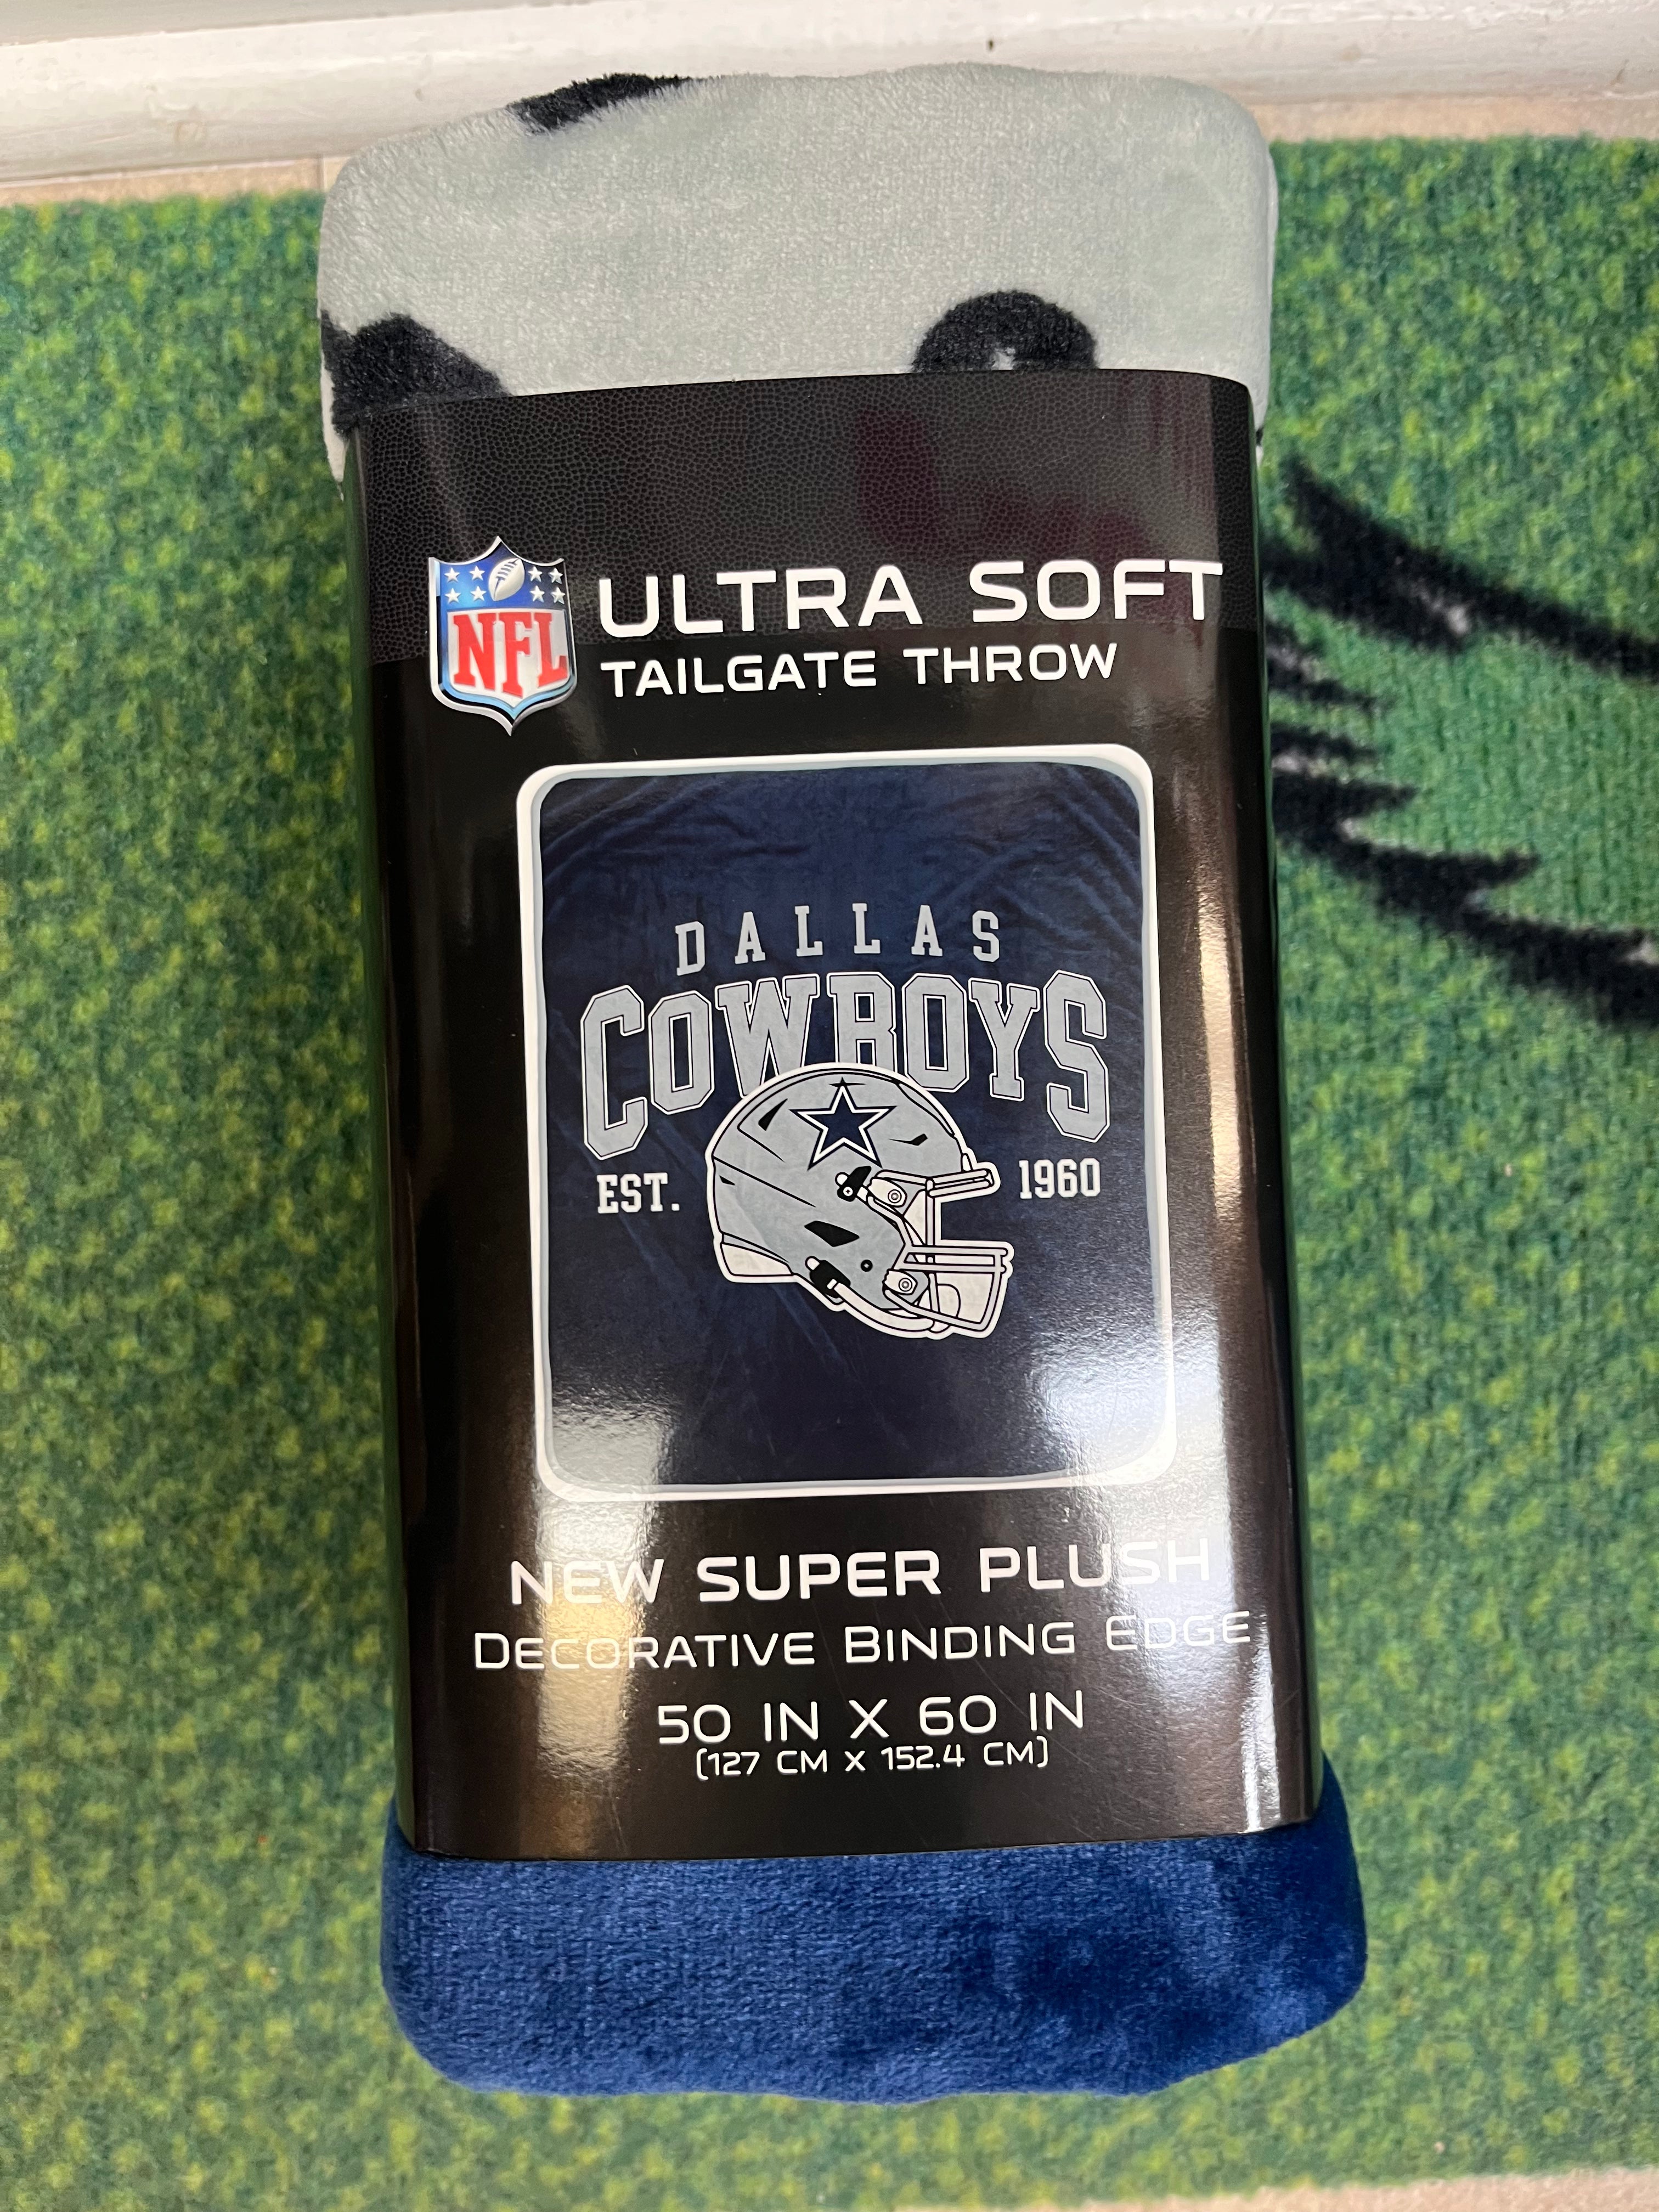 NFL
ULTRA SOFT
TAILGATE THROW
DALLAS
COWBOYS
EST. 1960
NEW SUPER PLUSH
DECORATIVE BINDING EDGE
50 IN X 60 IN
(127 CM X 152.4 CM)